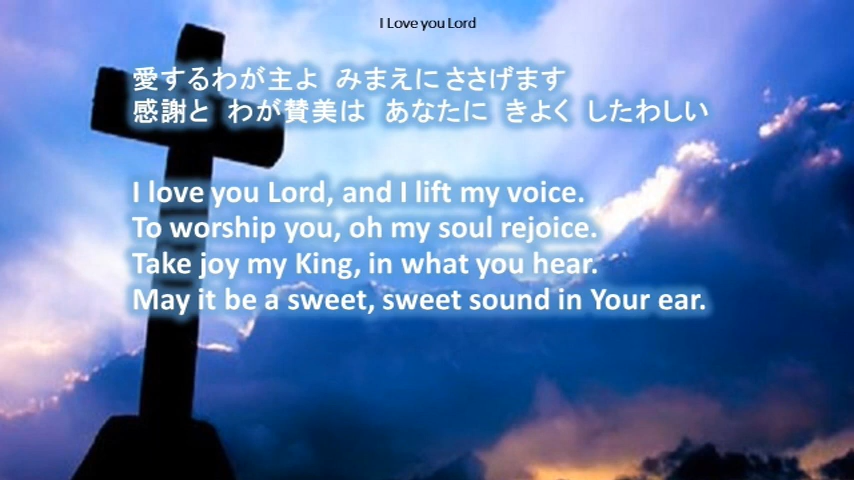 I Love you Lord
愛するわが主よ　みまえに ささげます
感謝と　わが賛美は　あなたに　きよく　したわしい
I love you Lord, and I lift my voice.
To worship you, oh my soul rejoice.
Take joy my King, in what you hear.
May it be a sweet, sweet sound in Your ear.